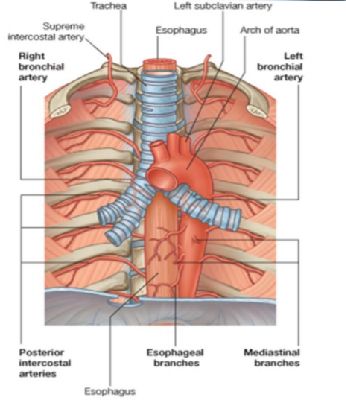 Trachea
Left subclavian artery
Supreme
intercostal artery
Esophagus
Arch of aorta
Right
bronchial
artery
Left
bronchial
artery
Posterior
intercostal
arteries
Esophageal
branches
Mediastinal
branches
Esophagus